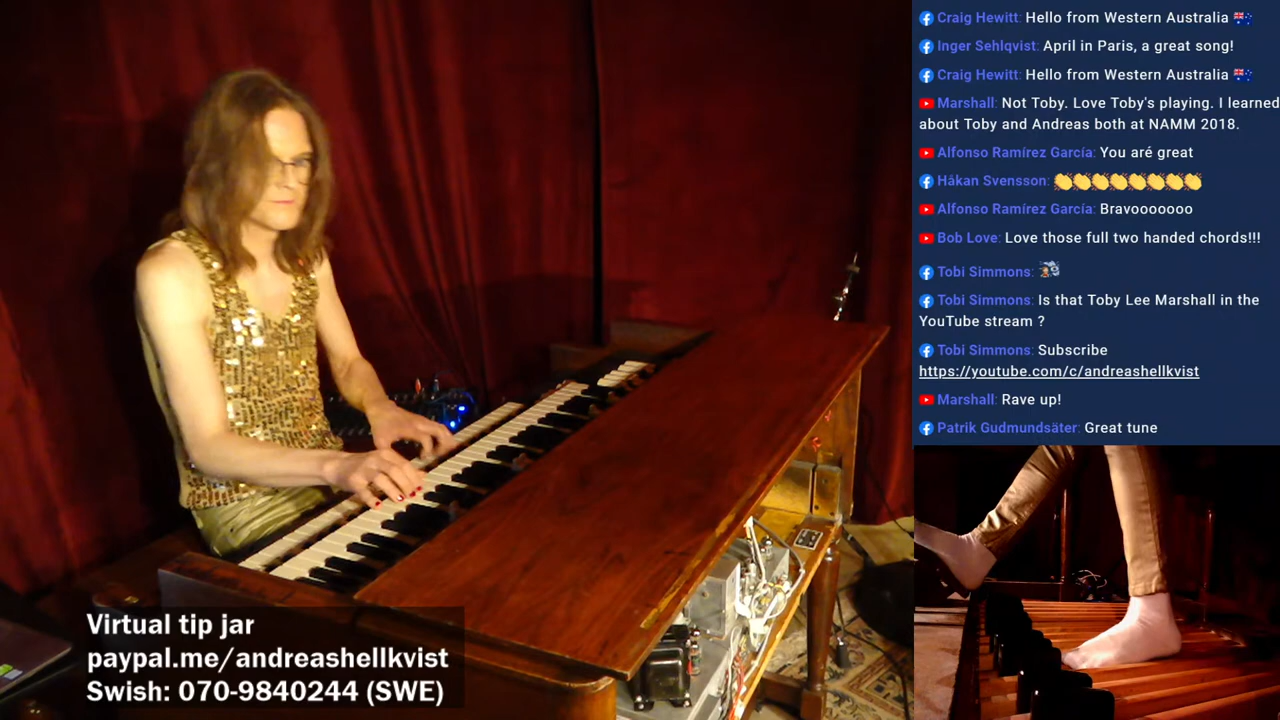 Craig Hewitt: Hello from Western Australia 🇦🇺
Inger Sehlqvist: April in Paris, a great song!
Craig Hewitt: Hello from Western Australia 🇦🇺
Marshall: Not Toby. Love Toby's playing. I learned
about Toby and Andreas both at NAMM 2018.
Alfonso Ramírez García: You aré great
Håkan Svensson: 👏👏👏👏👏👏👏👏
Alfonso Ramírez García: Bravooooooo
Bob Love: Love those full two handed chords!!!
Tobi Simmons:
Tobi Simmons: Is that Toby Lee Marshall in the
YouTube stream ?
Tobi Simmons: Subscribe
https://youtube.com/c/andreashellkvist
Marshall: Rave up!
Patrik Gudmundsäter: Great tune
Virtual tip jar
paypal.me/andreashellkvist
Swish: 070-9840244 (SWE)